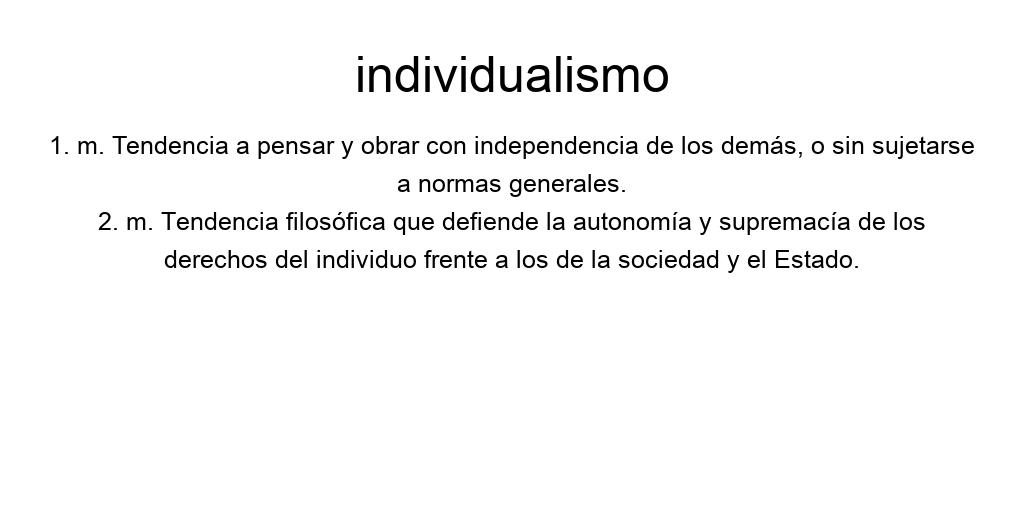 individualismo
1. m. Tendencia a pensar y obrar con independencia de los demás, o sin sujetarse
a normas generales.
2. m. Tendencia filosófica que defiende la autonomía y supremacía de los
derechos del individuo frente a los de la sociedad y el Estado.